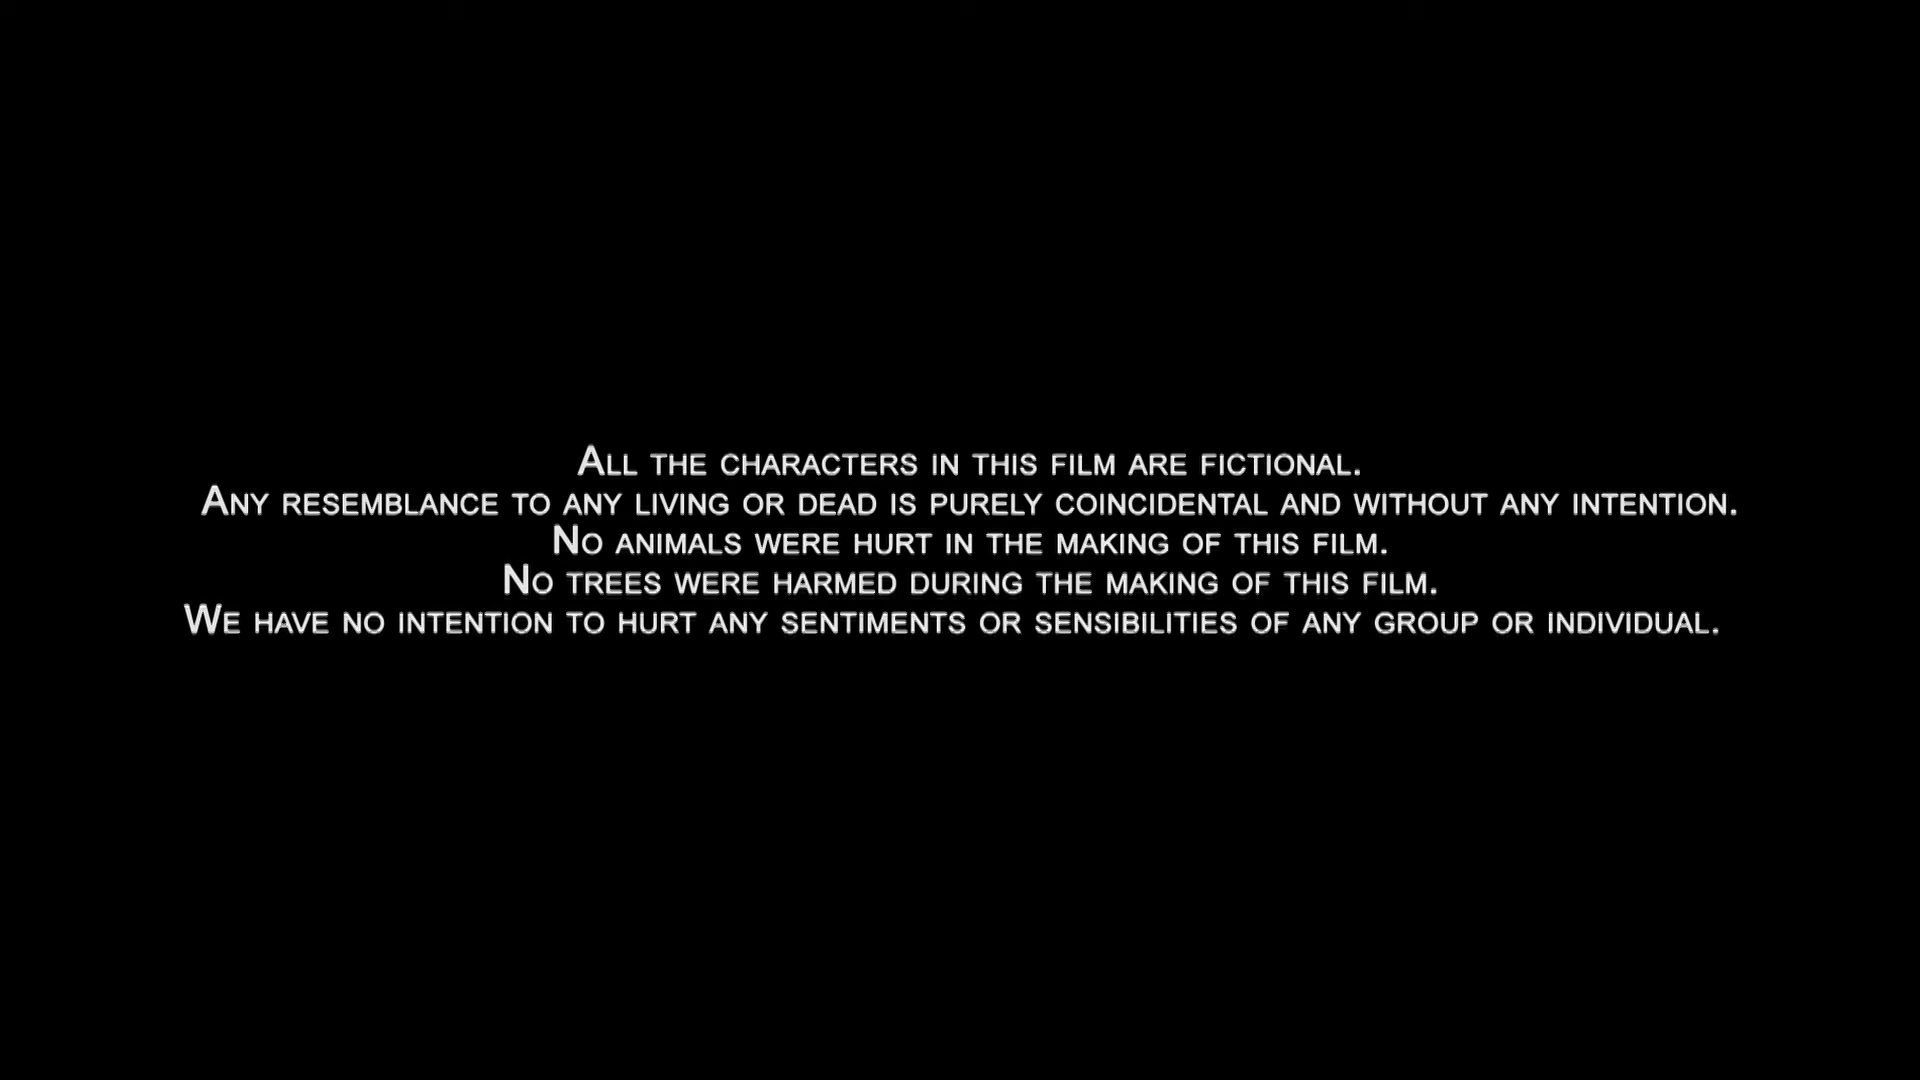 All the characters in this film are fictional.
Any resemblance to any living or dead is purely coincidental and without any intention.
No animals were hurt in the making of this film.
No trees were harmed during the making of this film.
We have no intention to hurt any sentiments or sensibilities of any group or individual.